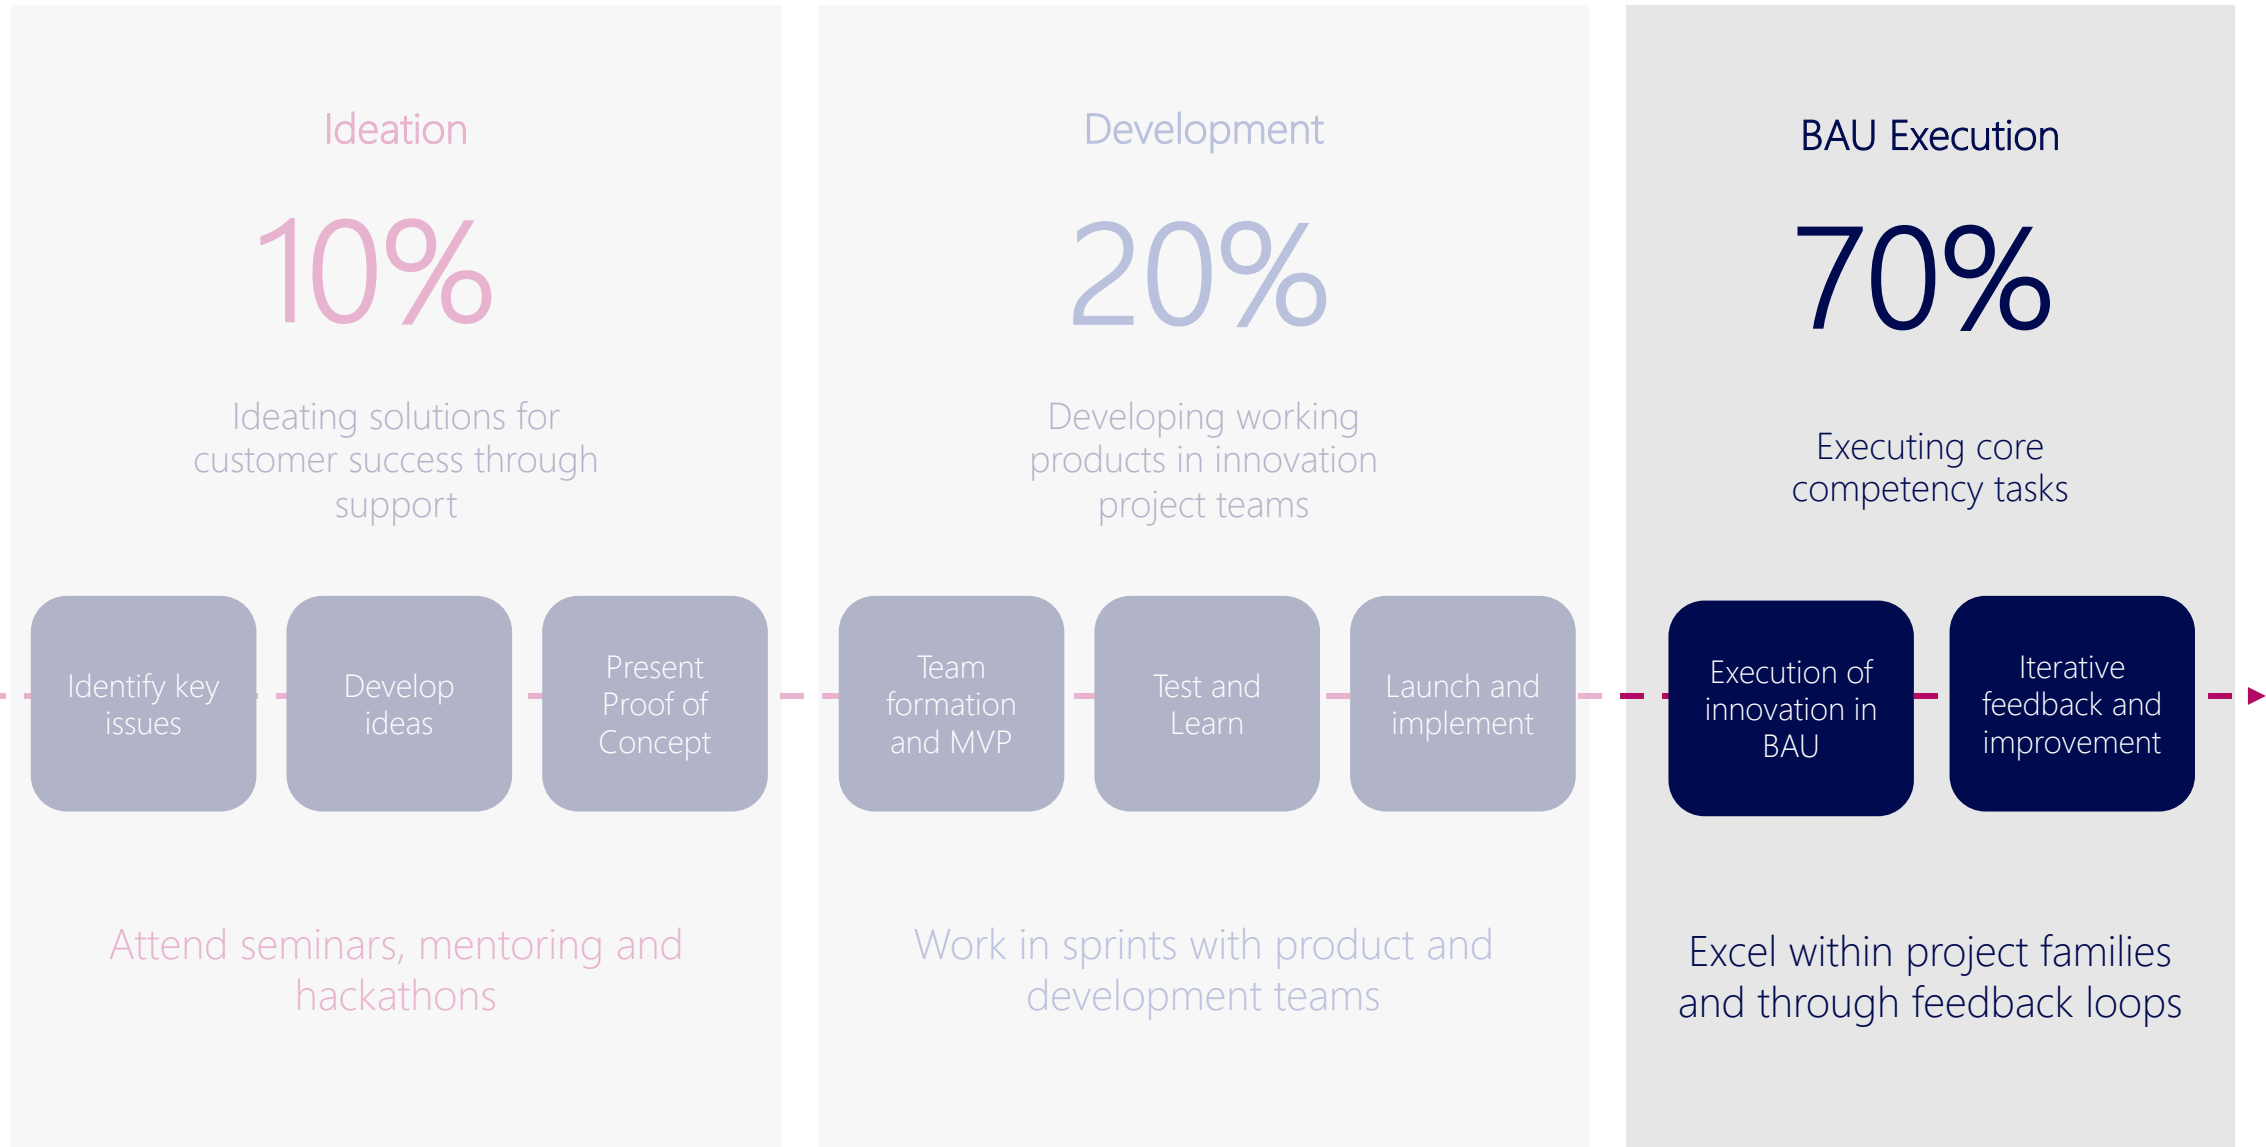 Ideation
10%
Ideating solutions for
customer success through
support
Identify key
issues
Develop
ideas
Present
Proof of
Concept
Attend seminars, mentoring and
hackathons
Development
20%
Developing working
products in innovation
project teams
Team
formation
and MVP
Test and
Learn
Launch and
implement
Work in sprints with product and
development teams
BAU Execution
70%
Executing core
competency tasks
Execution of
innovation in
BAU
Iterative
feedback and
improvement
Excel within project families
and through feedback loops